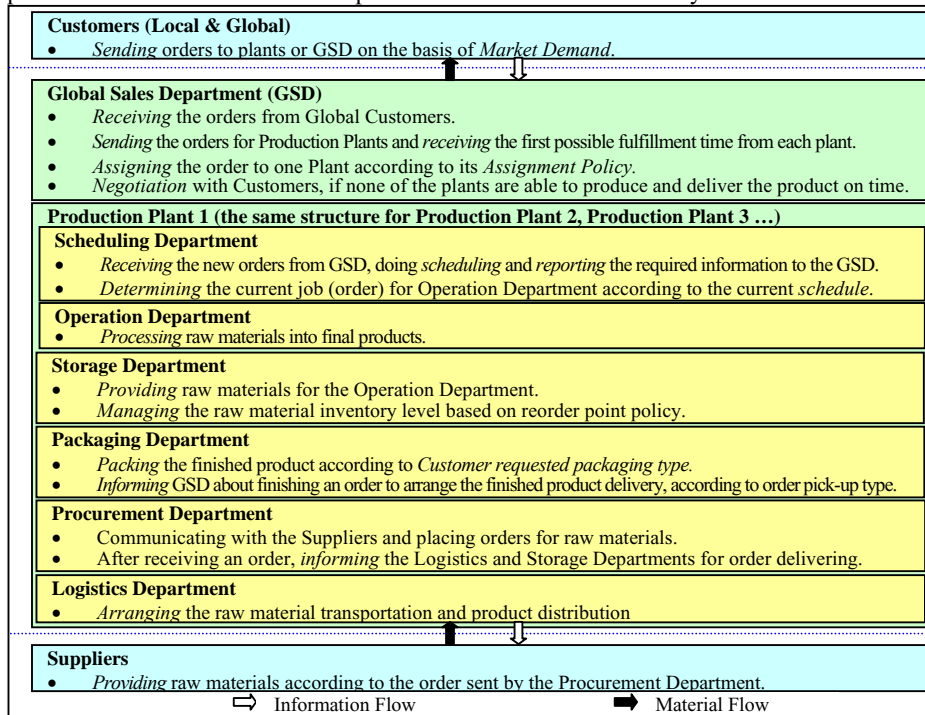 Customers (Local & Global)
• Sending orders to plants or GSD on the basis of Market Demand.
Global Sales Department (GSD)
• Receiving the orders from Global Customers.
• Sending the orders for Production Plants and receiving the first possible fulfillment time from each plant.
• Assigning the order to one Plant according to its Assignment Policy.
• Negotiation with Customers, if none of the plants are able to produce and deliver the product on time.
Production Plant 1 (the same structure for Production Plant 2, Production Plant 3 …)
Scheduling Department
• Receiving the new orders from GSD, doing scheduling and reporting the required information to the GSD.
• Determining the current job (order) for Operation Department according to the current schedule.
Operation Department
• Processing raw materials into final products.
Storage Department
• Providing raw materials for the Operation Department.
• Managing the raw material inventory level based on reorder point policy.
Packaging Department
• Packing the finished product according to Customer requested packaging type.
• Informing GSD about finishing an order to arrange the finished product delivery, according to order pick-up type.
Procurement Department
• Communicating with the Suppliers and placing orders for raw materials.
• After receiving an order, informing the Logistics and Storage Departments for order delivering.
Logistics Department
• Arranging the raw material transportation and product distribution
Suppliers
• Providing raw materials according to the order sent by the Procurement Department.
Information Flow Material Flow